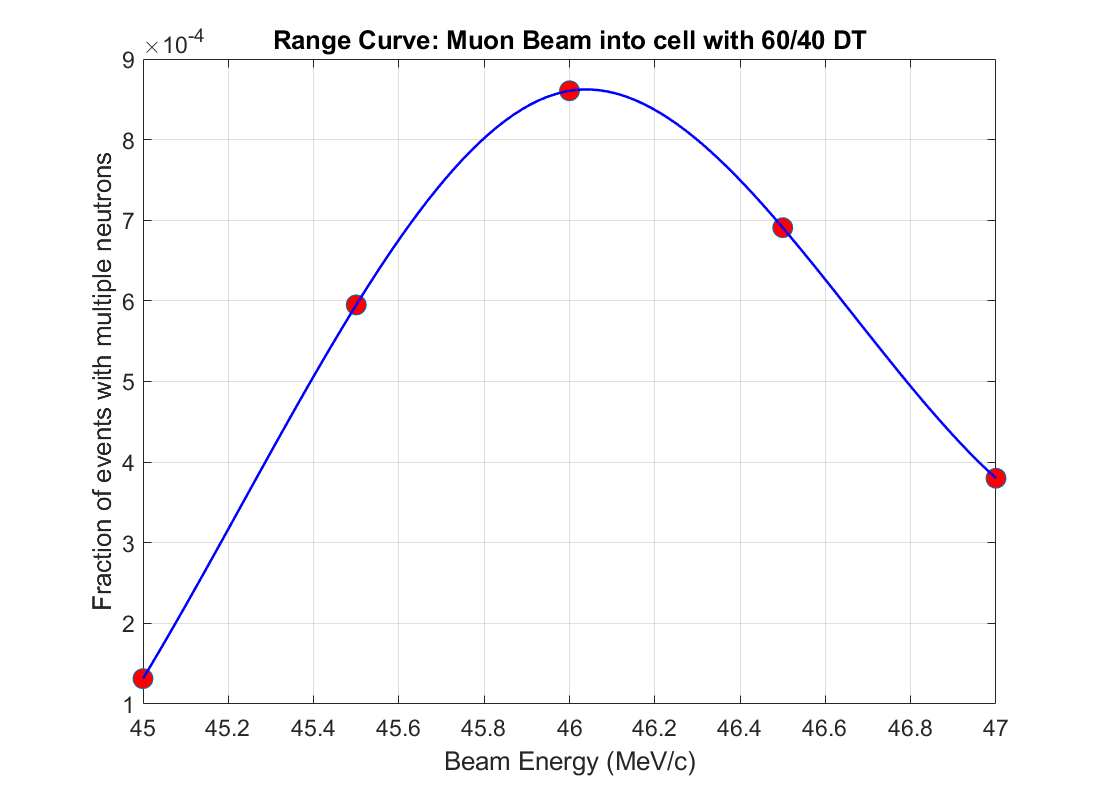 Range Curve: Muon Beam into cell with 60/40 DT
×10-4
9
8
7
6
5
4
3
2
1
Fraction of events with multiple neutrons
45 45.2 45.4 45.6 45.8 46 46.2 46.4 46.6 46.8 47
Beam Energy (MeV/c)